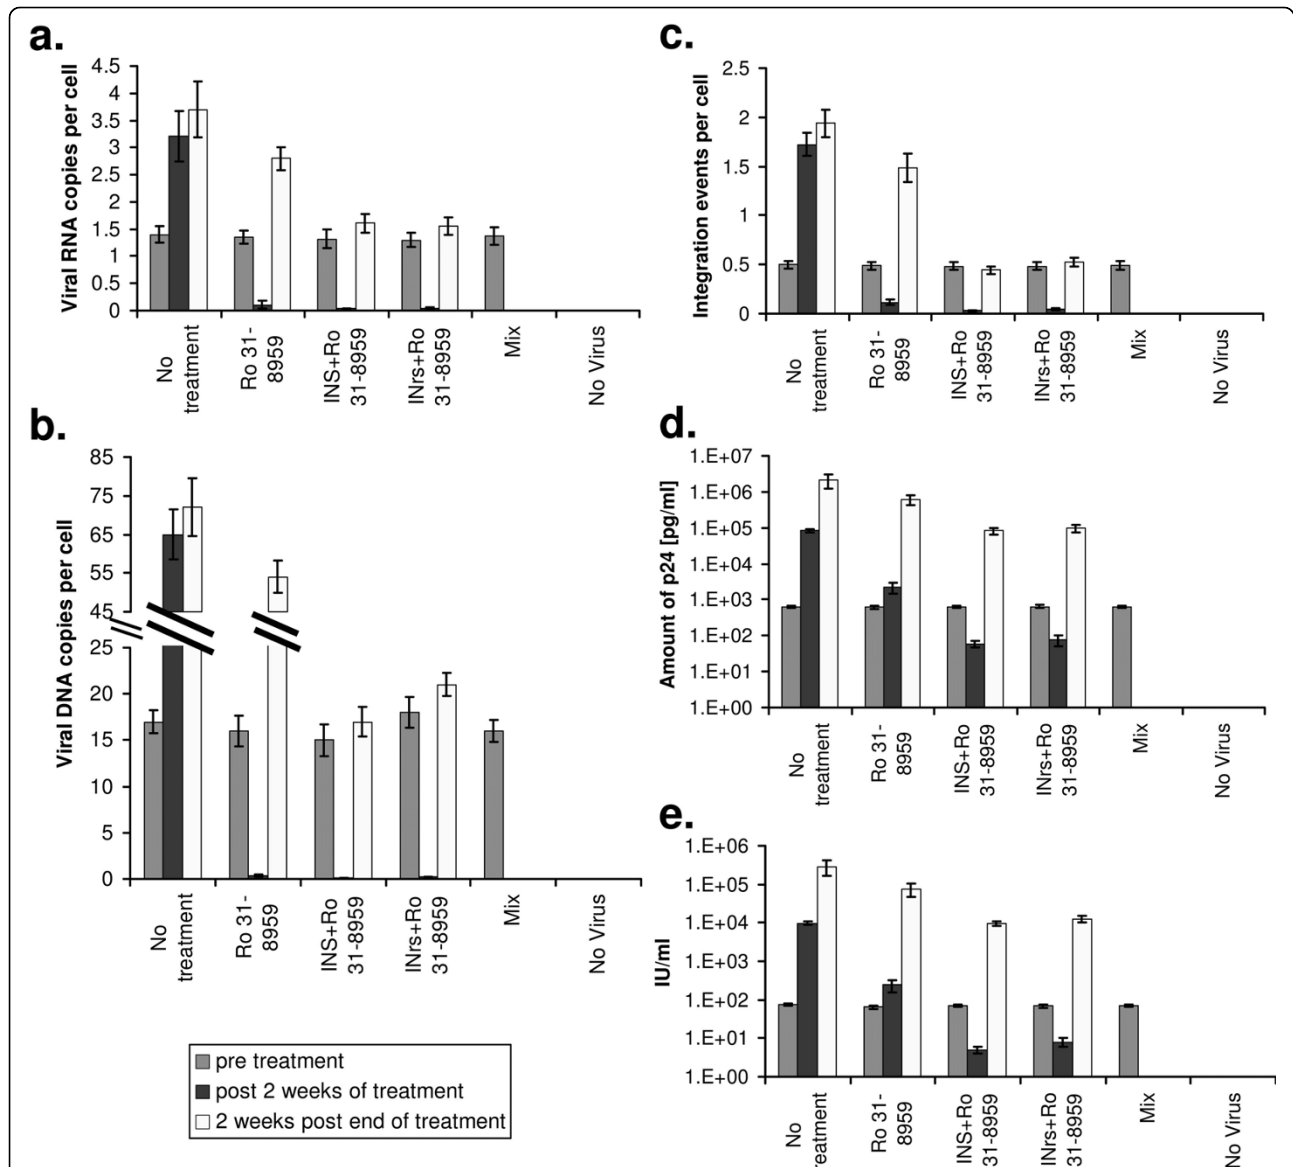 a.
Viral RNA copies per cell
4.5
4
3.5
3
2.5
2
1.5
1
0.5
0
No
treatment
Ro 31-
8959
INS+Ro
31-8959
INrs+Ro
31-8959
Mix
No Virus
b.
Viral DNA copies per cell
85
75
65
55
45
25
20
15
10
5
0
No
treatment
Ro 31-
8959
INS+Ro
31-8959
INrs+Ro
31-8959
Mix
No Virus
pre treatment
post 2 weeks of treatment
2 weeks post end of treatment
c.
Integration events per cell
2.5
2
1.5
1
0.5
0
No
treatment
Ro 31-
8959
INS+Ro
31-8959
INrs+Ro
31-8959
Mix
No Virus
d.
Amount of p24 [pg/ml]
1.E+07
1.E+06
1.E+05
1.E+04
1.E+03
1.E+02
1.E+01
1.E+00
No
treatment
Ro 31-
8959
INS+Ro
31-8959
INrs+Ro
31-8959
Mix
No Virus
e.
IU/ml
1.E+06
1.E+05
1.E+04
1.E+03
1.E+02
1.E+01
1.E+00
No
treatment
Ro 31-
8959
INS+Ro
31-8959
INrs+Ro
31-8959
Mix
No Virus